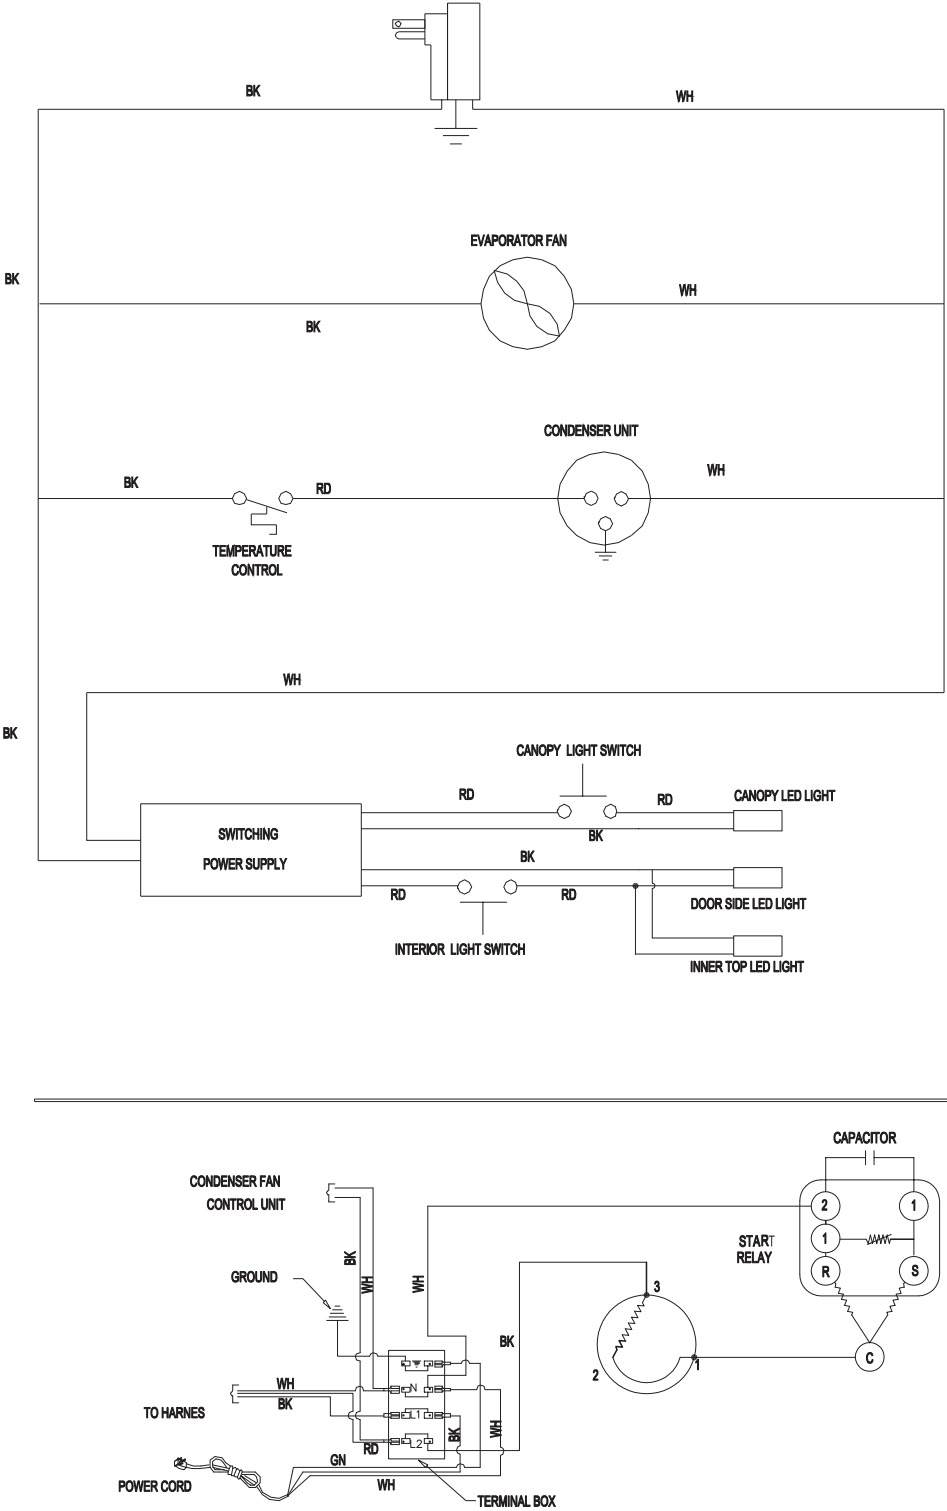 BK
WH
EVAPORATOR FAN
BK
WH
BK
CONDENSER UNIT
WH
BK
RD
TEMPERATURE
CONTROL
WH
BK
CANOPY LIGHT SWITCH
RD
RD
CANOPY LED LIGHT
SWITCHING
POWER SUPPLY
BK
BK
RD
RD
DOOR SIDE LED LIGHT
INTERIOR LIGHT SWITCH
INNER TOP LED LIGHT
CAPACITOR
CONDENSER FAN
CONTROL UNIT
2
1
START
RELAY
1
R
S
BK
WH
WH
GROUND
3
BK
C
1
2
N
WH
BK
TO HARNES
L1
BK
WH
L2
RD
GN
POWER CORD
WH
TERMINAL BOX